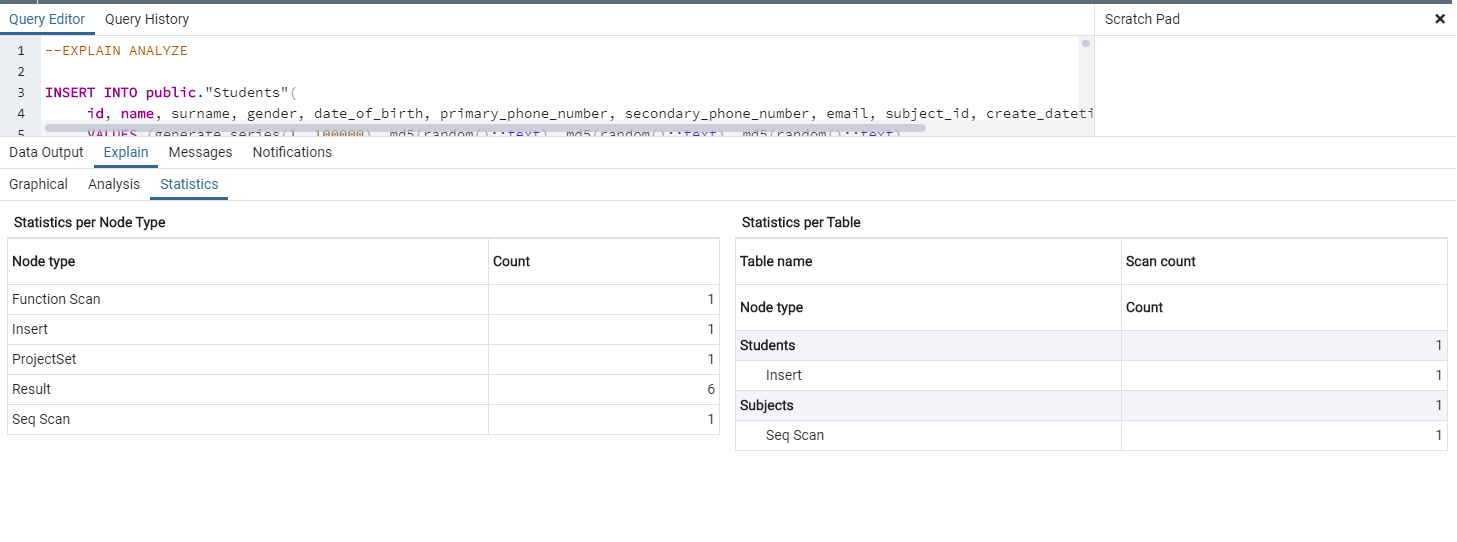 Query Editor Query History
Scratch Pad ×
1 --EXPLAIN ANALYZE
2
3 INSERT INTO public."Students"(
4 id, name, surname, gender, date_of_birth, primary_phone_number, secondary_phone_number, email, subject_id, create_dateti
5 VALUES (generate_series(1, 100000), md5(random()::text), md5(random()::text), md5(random()::text),
Data Output Explain Messages Notifications
Graphical Analysis Statistics
Statistics per Node Type
Node type Count
Function Scan 1
Insert 1
ProjectSet 1
Result 6
Seq Scan 1
Statistics per Table
Table name Scan count
Node type Count
Students 1
Insert 1
Subjects 1
Seq Scan 1